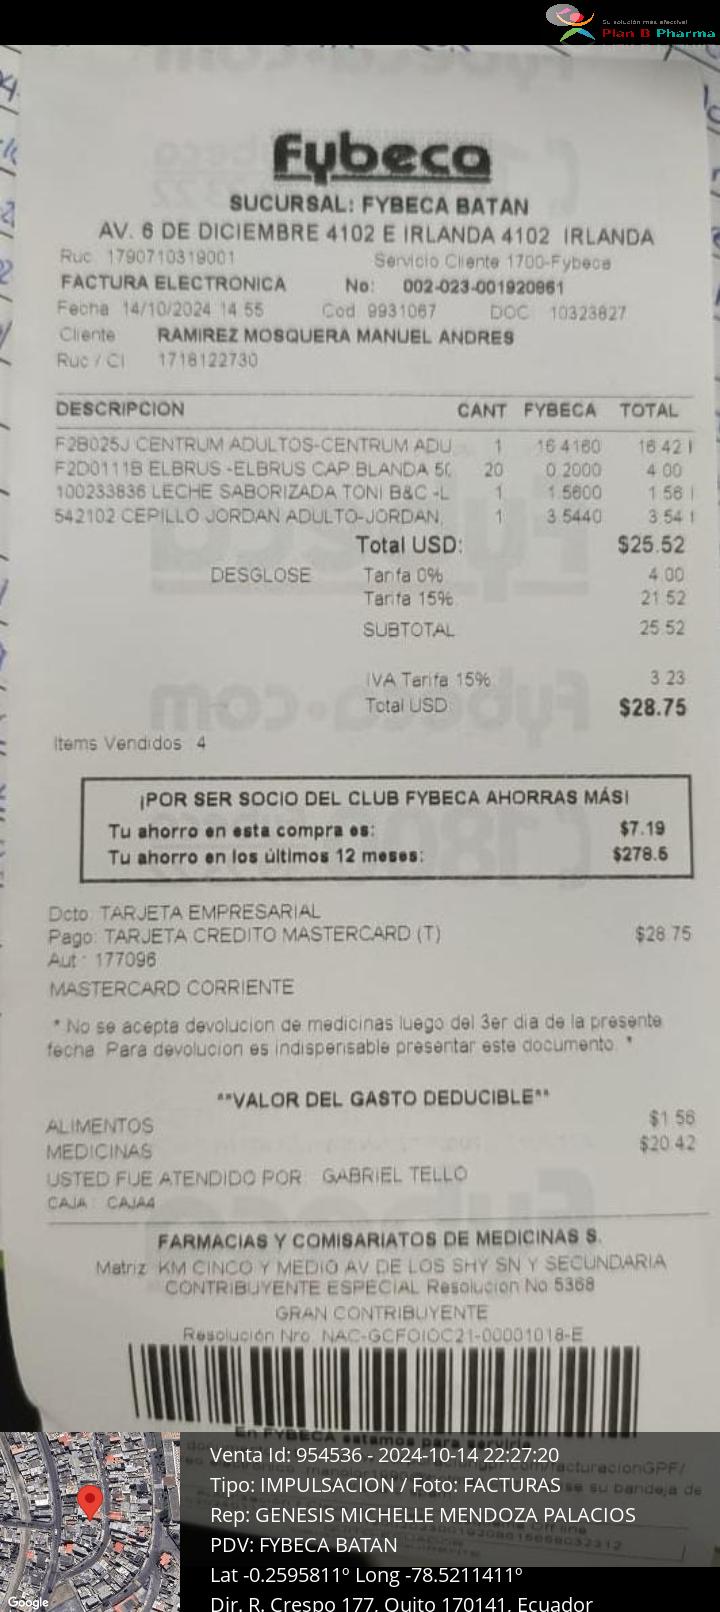 Su solución más efectiva!
Plan B Pharma
Fybeca
SUCURSAL: FYBECA BATAN
AV. 6 DE DICIEMBRE 4102 E IRLANDA 4102 IRLANDA
Ruc 1790710319001 Servicio Cliente 1700-Fybeca
FACTURA ELECTRONICA No: 002-023-001920861
Fecha 14/10/2024 14 55 Cod 9931067 DOC 10323827
Cliente RAMIREZ MOSQUERA MANUEL ANDRES
Ruc / CI 1718122730
DESCRIPCION CANT FYBECA TOTAL
F2B025J CENTRUM ADULTOS-CENTRUM ADU 1 16 4160 16 42 I
F2D0111B ELBRUS -ELBRUS CAP BLANDA 50 20 0 2000 4 00
100233836 LECHE SABORIZADA TONI B&C -L 1 1 5600 1 56 I
542102 CEPILLO JORDAN ADULTO-JORDAN 1 3 5440 3 54 I
Total USD: $25.52
DESGLOSE Tarifa 0% 4 00
Tarifa 15% 21 52
SUBTOTAL 25 52
IVA Tarifa 15% 3 23
Total USD $28.75
Items Vendidos : 4
¡POR SER SOCIO DEL CLUB FYBECA AHORRAS MÁS!
Tu ahorro en esta compra es: $7.19
Tu ahorro en los últimos 12 meses: $278.5
Dcto: TARJETA EMPRESARIAL
Pago: TARJETA CREDITO MASTERCARD (T) $28 75
Aut : 177096
MASTERCARD CORRIENTE
* No se acepta devolucion de medicinas luego del 3er dia de la presente
fecha. Para devolucion es indispensable presentar este documento. *
**VALOR DEL GASTO DEDUCIBLE**
ALIMENTOS $1 56
MEDICINAS $20 42
USTED FUE ATENDIDO POR: GABRIEL TELLO
CAJA : CAJA4
FARMACIAS Y COMISARIATOS DE MEDICINAS S.
Matriz KM CINCO Y MEDIO AV DE LOS SHY SN Y SECUNDARIA
CONTRIBUYENTE ESPECIAL Resolucion No 5368
GRAN CONTRIBUYENTE
Resolución Nro. NAC-GCFOIOC21-00001018-E
En FYBECA estamos para servirle
Venta Id: 954536 - 2024-10-14 22:27:20
Tipo: IMPULSACION / Foto: FACTURAS
Rep: GENESIS MICHELLE MENDOZA PALACIOS
PDV: FYBECA BATAN
Lat -0.2595811º Long -78.5211411º
Dir. R. Crespo 177, Quito 170141, Ecuador
Google